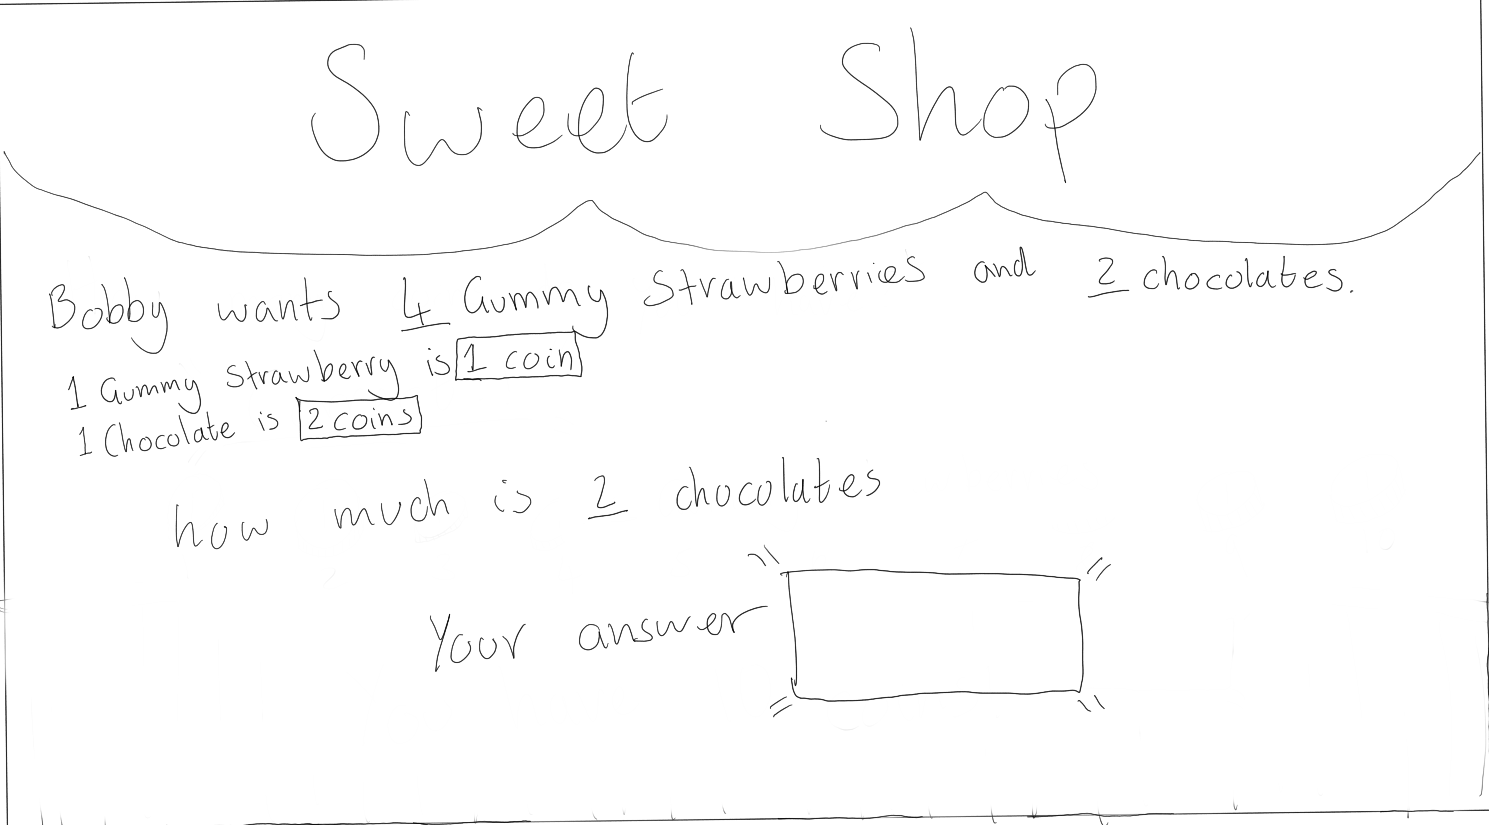 Sweet Shop
Bobby wants 4 Gummy Strawberries and 2 chocolates.
1 Gummy Strawberry is 1 coin
1 Chocolate is 2 coins
how much is 2 chocolates
Your answer